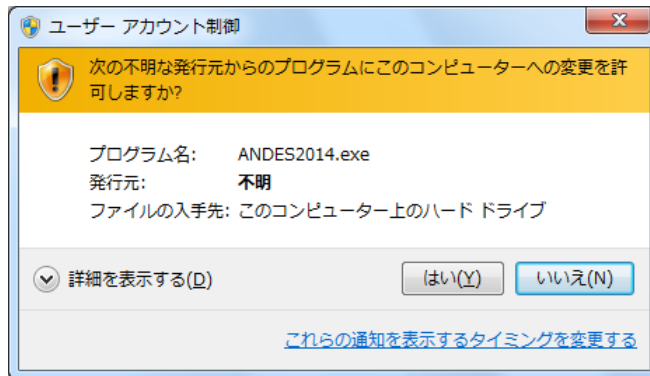 ユーザー アカウント制御
次の不明な発行元からのプログラムにこのコンピューターへの変更を許
可しますか?
プログラム名: ANDES2014.exe
発行元: 不明
ファイルの入手先: このコンピューター上のハード ドライブ
詳細を表示する(D) はい(Y) いいえ(N)
これらの通知を表示するタイミングを変更する